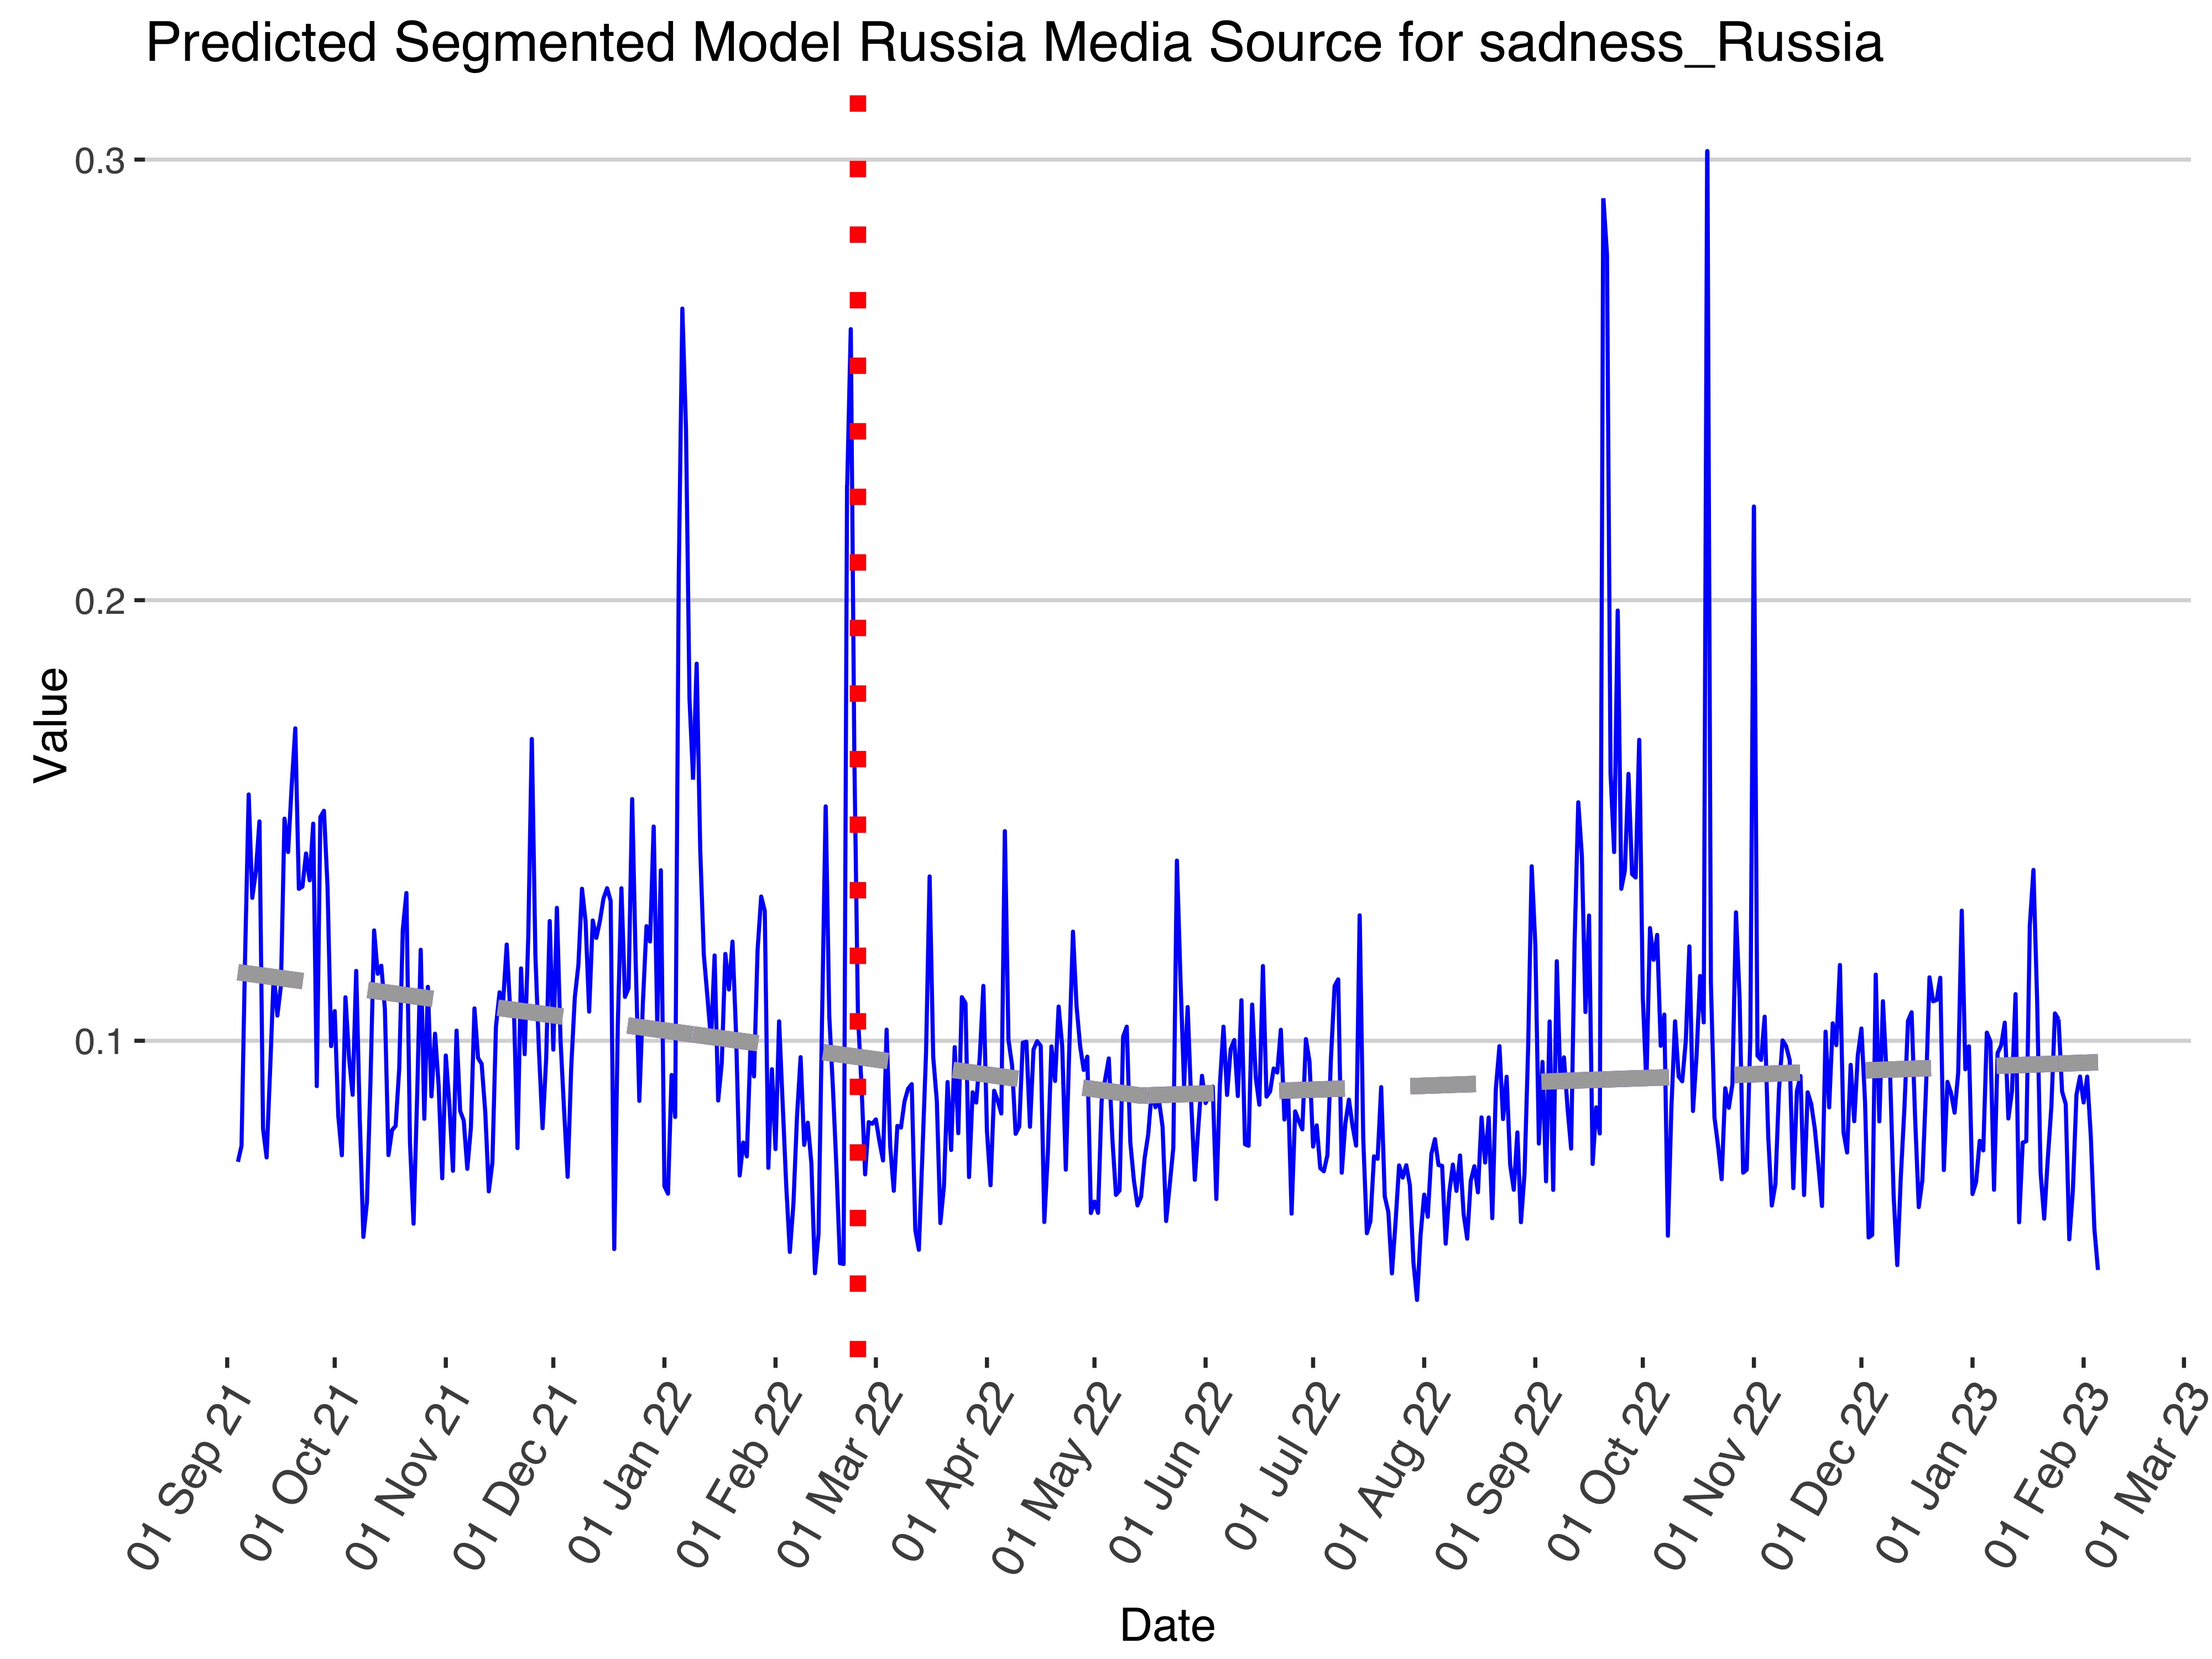 Predicted Segmented Model Russia Media Source for sadness_Russia
0.3
0.2
0.1
Value
01 Sep 21
01 Oct 21
01 Nov 21
01 Dec 21
01 Jan 22
01 Feb 22
01 Mar 22
01 Apr 22
01 May 22
01 Jun 22
01 Jul 22
01 Aug 22
01 Sep 22
01 Oct 22
01 Nov 22
01 Dec 22
01 Jan 23
01 Feb 23
01 Mar 23
Date